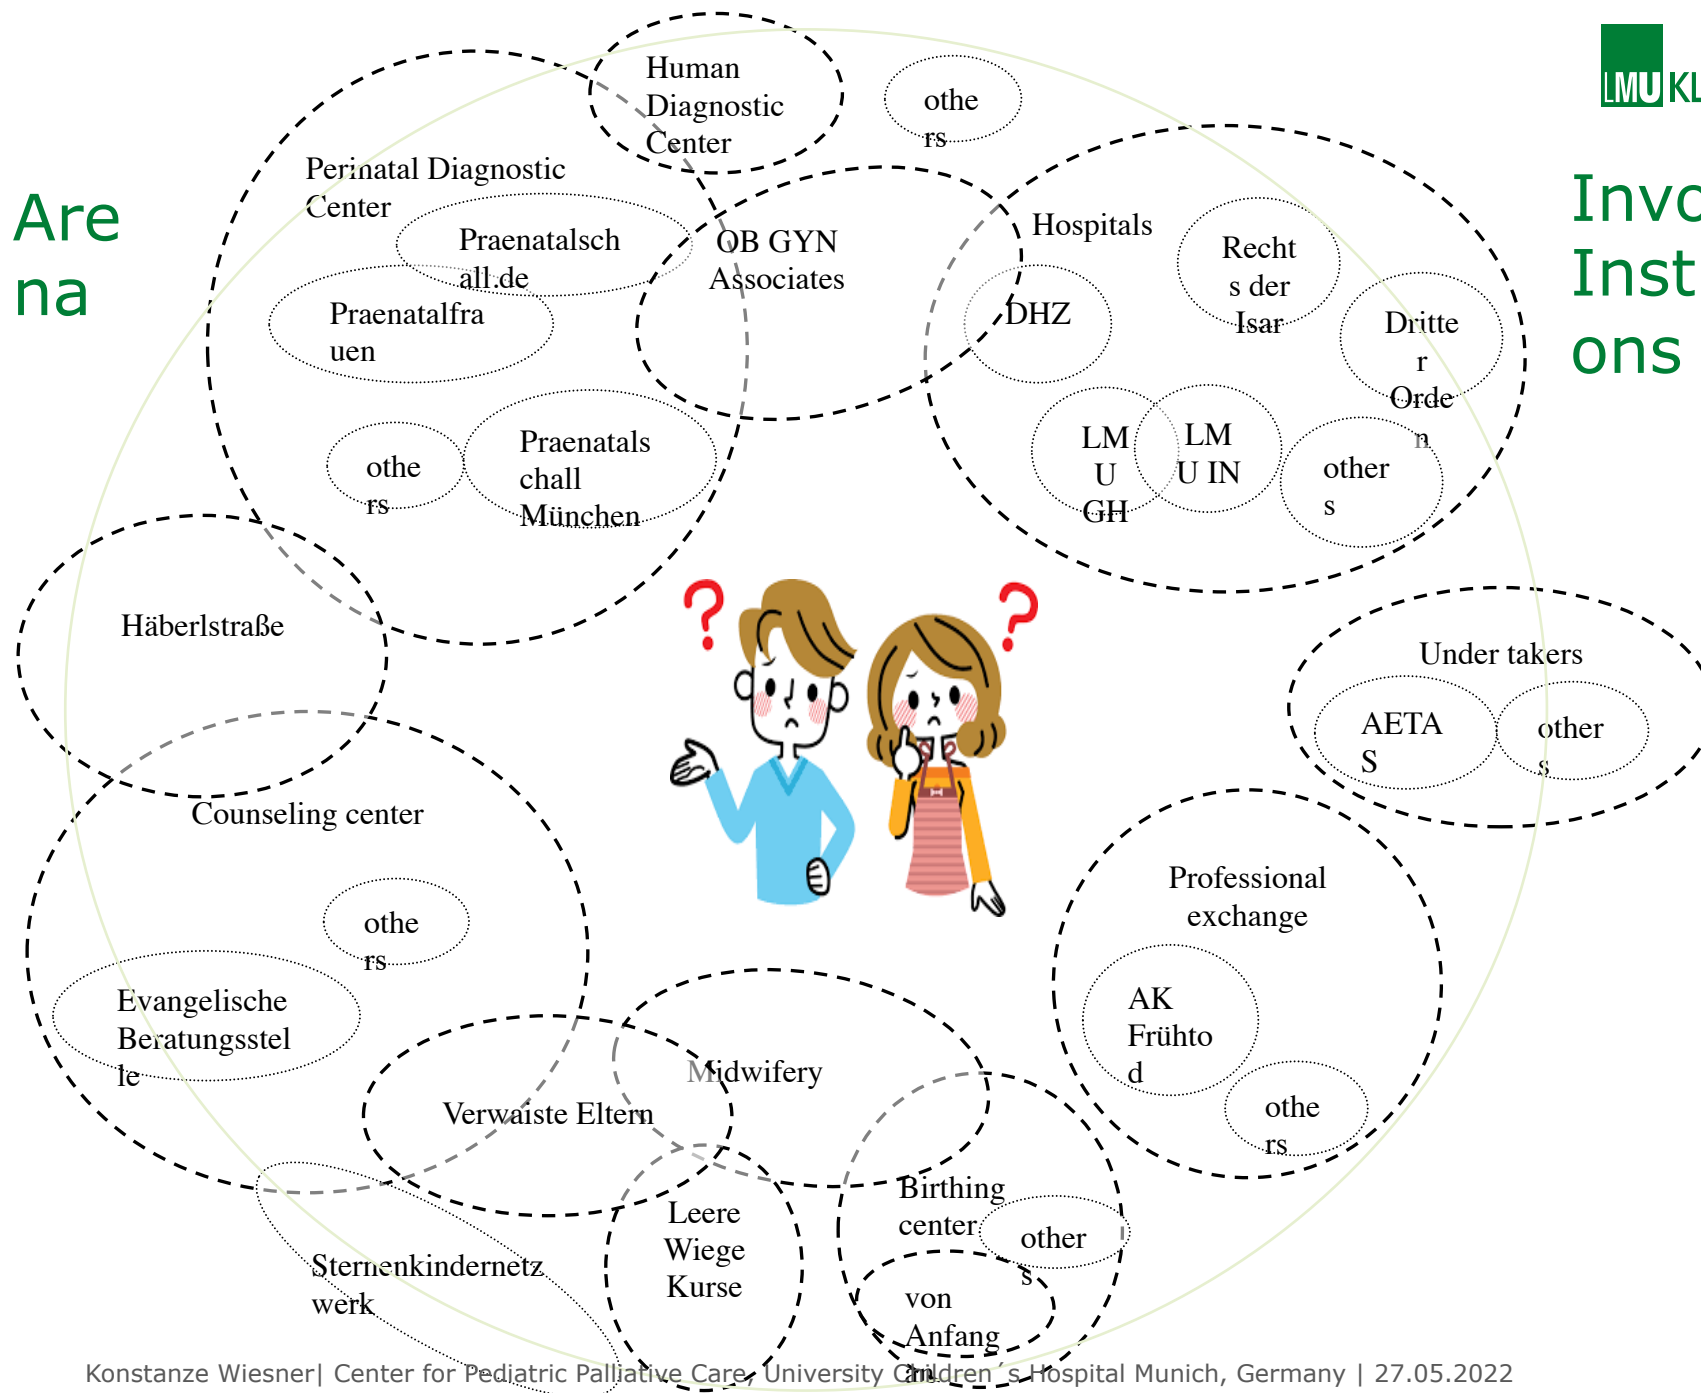 Are
na
LMU KL
Invo
Inst
ons
Human
Diagnostic
Center
othe
rs
Perinatal Diagnostic
Center
Praenatalsch
all.de
Praenatalfra
uen
othe
rs
Praenatals
chall
München
OB GYN
Associates
Hospitals
DHZ
Recht
s der
Isar
Dritte
r
Orde
n
LM
U
GH
LM
U IN
other
s
Häberlstraße
?
?
Under takers
AETA
S
other
s
Counseling center
othe
rs
Evangelische
Beratungsstel
le
Professional
exchange
AK
Frühto
d
othe
rs
Midwifery
Verwaiste Eltern
Sternenkindernetz
werk
Leere
Wiege
Kurse
Birthing
center
other
s
von
Anfang
an
Konstanze Wiesner| Center for Pediatric Palliative Care, University Children´s Hospital Munich, Germany | 27.05.2022